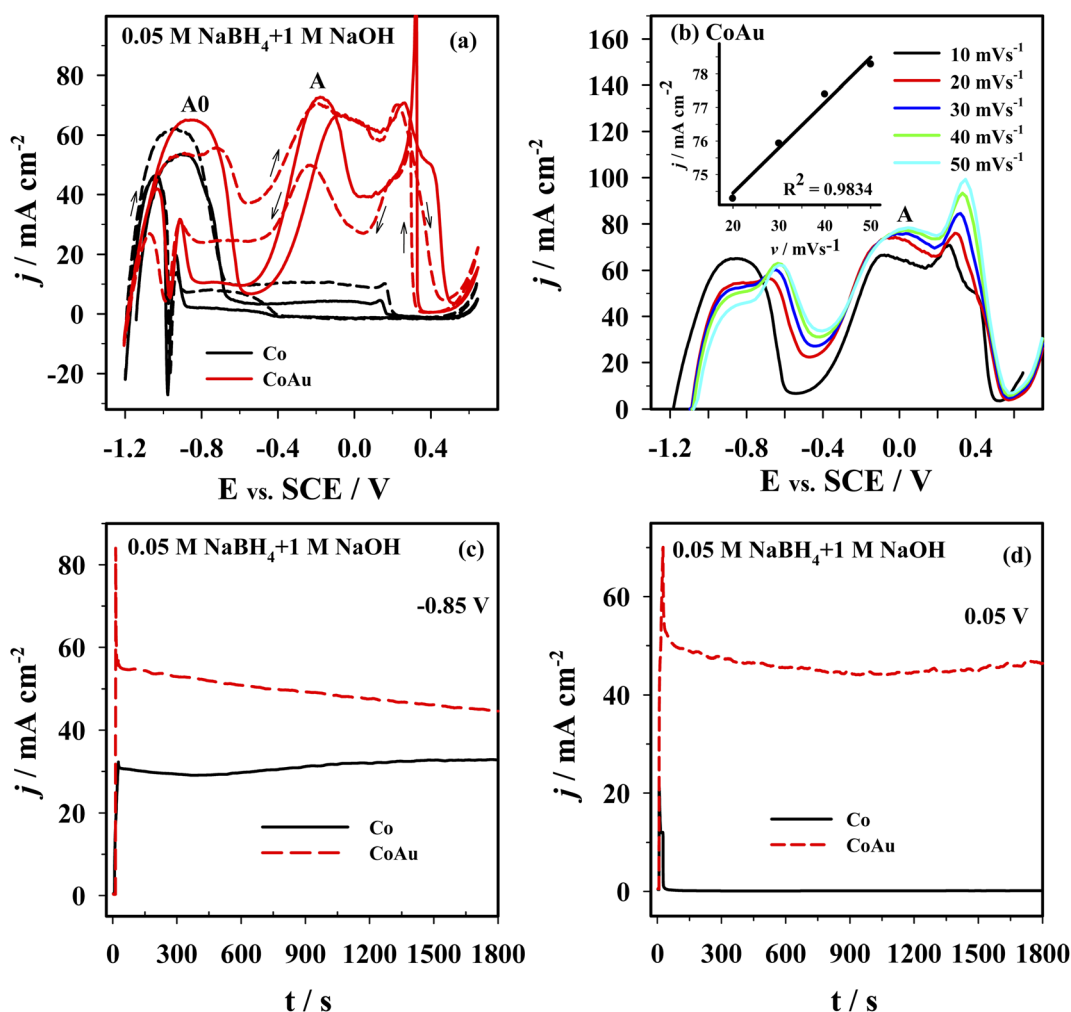 0.05 M NaBH4+1 M NaOH (a)
A0
A
Co
CoAu
80
60
40
20
0
-20
-1.2 -0.8 -0.4 0.0 0.4
j / mA cm-2
E vs. SCE / V
(b) CoAu
10 mVs-1
20 mVs-1
30 mVs-1
40 mVs-1
50 mVs-1
78
77
76
75
20 30 40 50
j / mA cm-2
v / mVs-1
R2 = 0.9834
A
160
140
120
100
80
60
40
20
0
-1.2 -0.8 -0.4 0.0 0.4
j / mA cm-2
E vs. SCE / V
0.05 M NaBH4+1 M NaOH (c)
-0.85 V
Co
CoAu
80
60
40
20
0
0 300 600 900 1200 1500 1800
j / mA cm-2
t / s
0.05 M NaBH4+1 M NaOH (d)
0.05 V
Co
CoAu
60
40
20
0
0 300 600 900 1200 1500 1800
j / mA cm-2
t / s